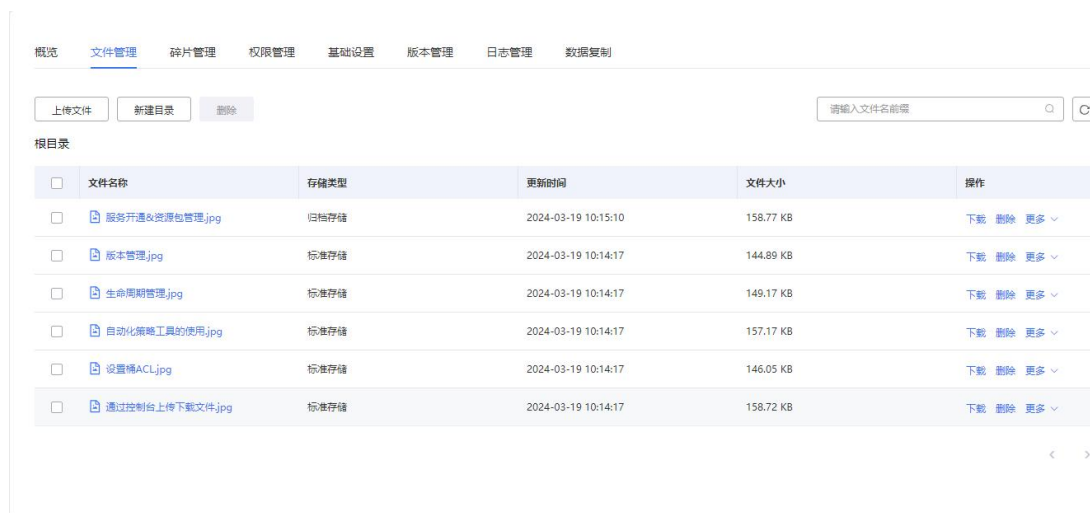 概览 文件管理 碎片管理 权限管理 基础设置 版本管理 日志管理 数据复制
上传文件 新建目录 删除 请输入文件名前缀
根目录
文件名称 存储类型 更新时间 文件大小 操作
服务开通&资源包管理.jpg 归档存储 2024-03-19 10:15:10 158.77 KB 下载 删除 更多
版本管理.jpg 标准存储 2024-03-19 10:14:17 144.89 KB 下载 删除 更多
生命周期管理.jpg 标准存储 2024-03-19 10:14:17 149.17 KB 下载 删除 更多
自动化策略工具的使用.jpg 标准存储 2024-03-19 10:14:17 157.17 KB 下载 删除 更多
设置桶ACL.jpg 标准存储 2024-03-19 10:14:17 146.05 KB 下载 删除 更多
通过控制台上传下载文件.jpg 标准存储 2024-03-19 10:14:17 158.72 KB 下载 删除 更多